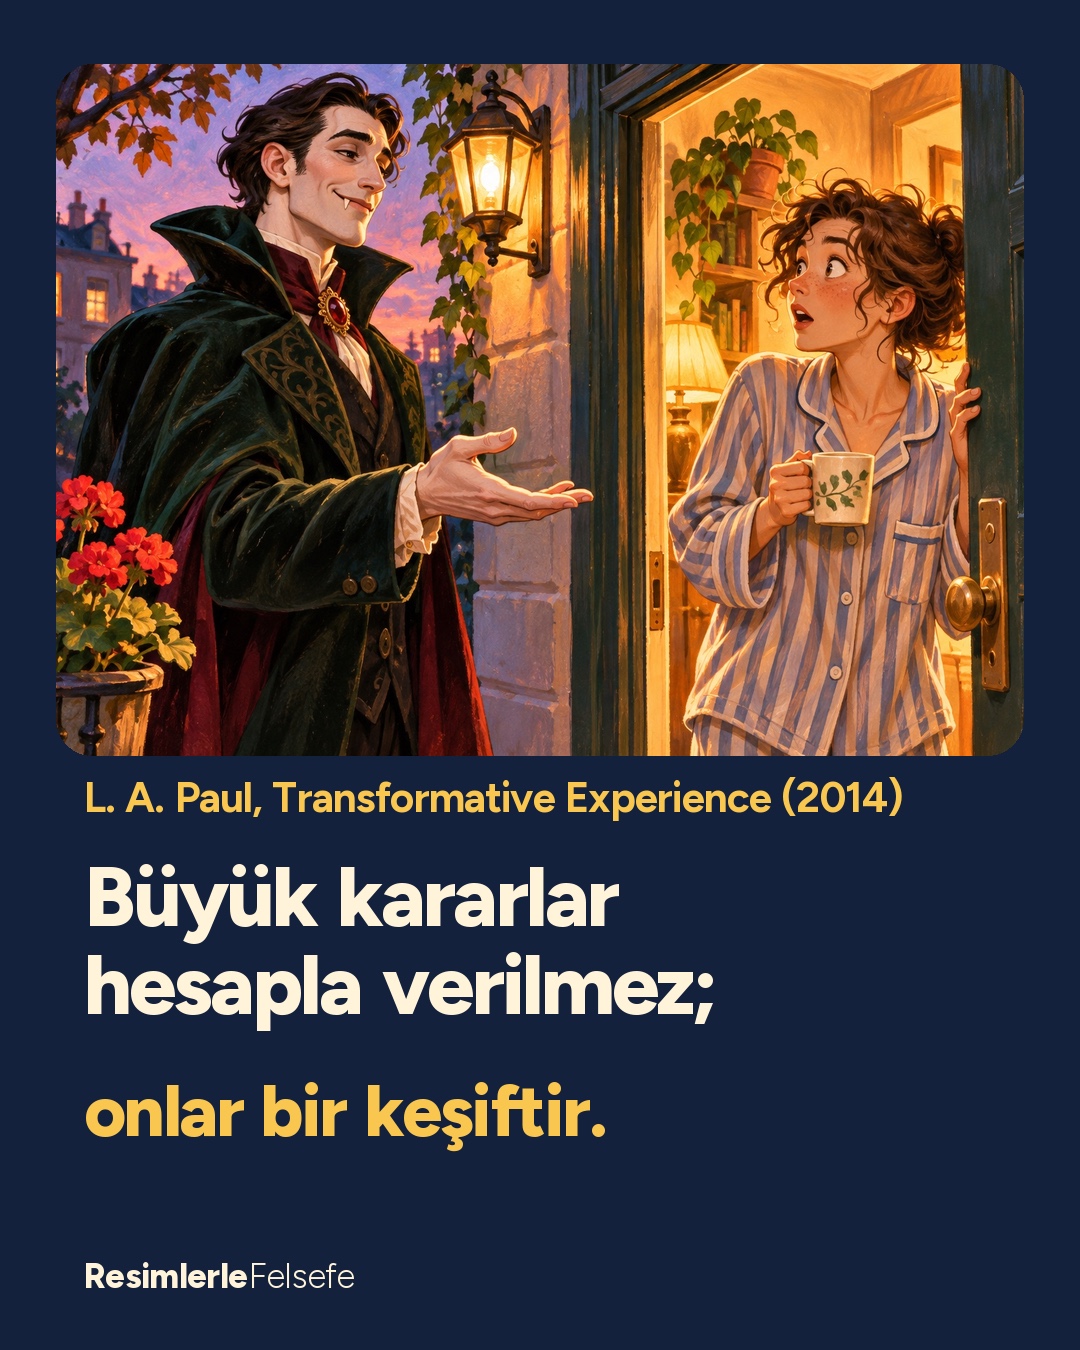 L. A. Paul, Transformative Experience (2014)
Büyük kararlar
hesapla verilmez;
onlar bir keşiftir.
ResimlerleFelsefe